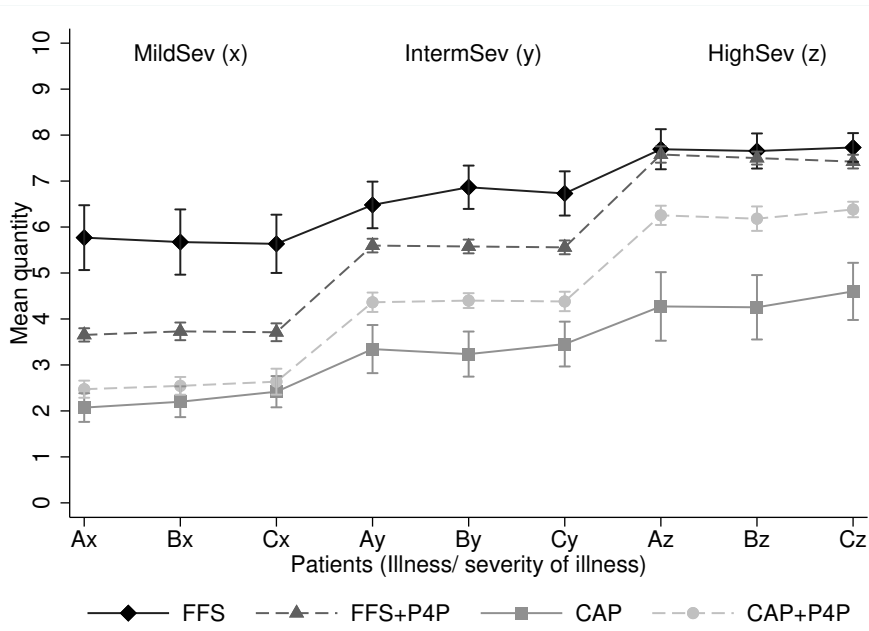 MildSev (x) IntermSev (y) HighSev (z)
10
9
8
7
6
5
4
3
2
1
0
Mean quantity
Ax Bx Cx Ay By Cy Az Bz Cz
Patients (Illness/ severity of illness)
FFS FFS+P4P CAP CAP+P4P